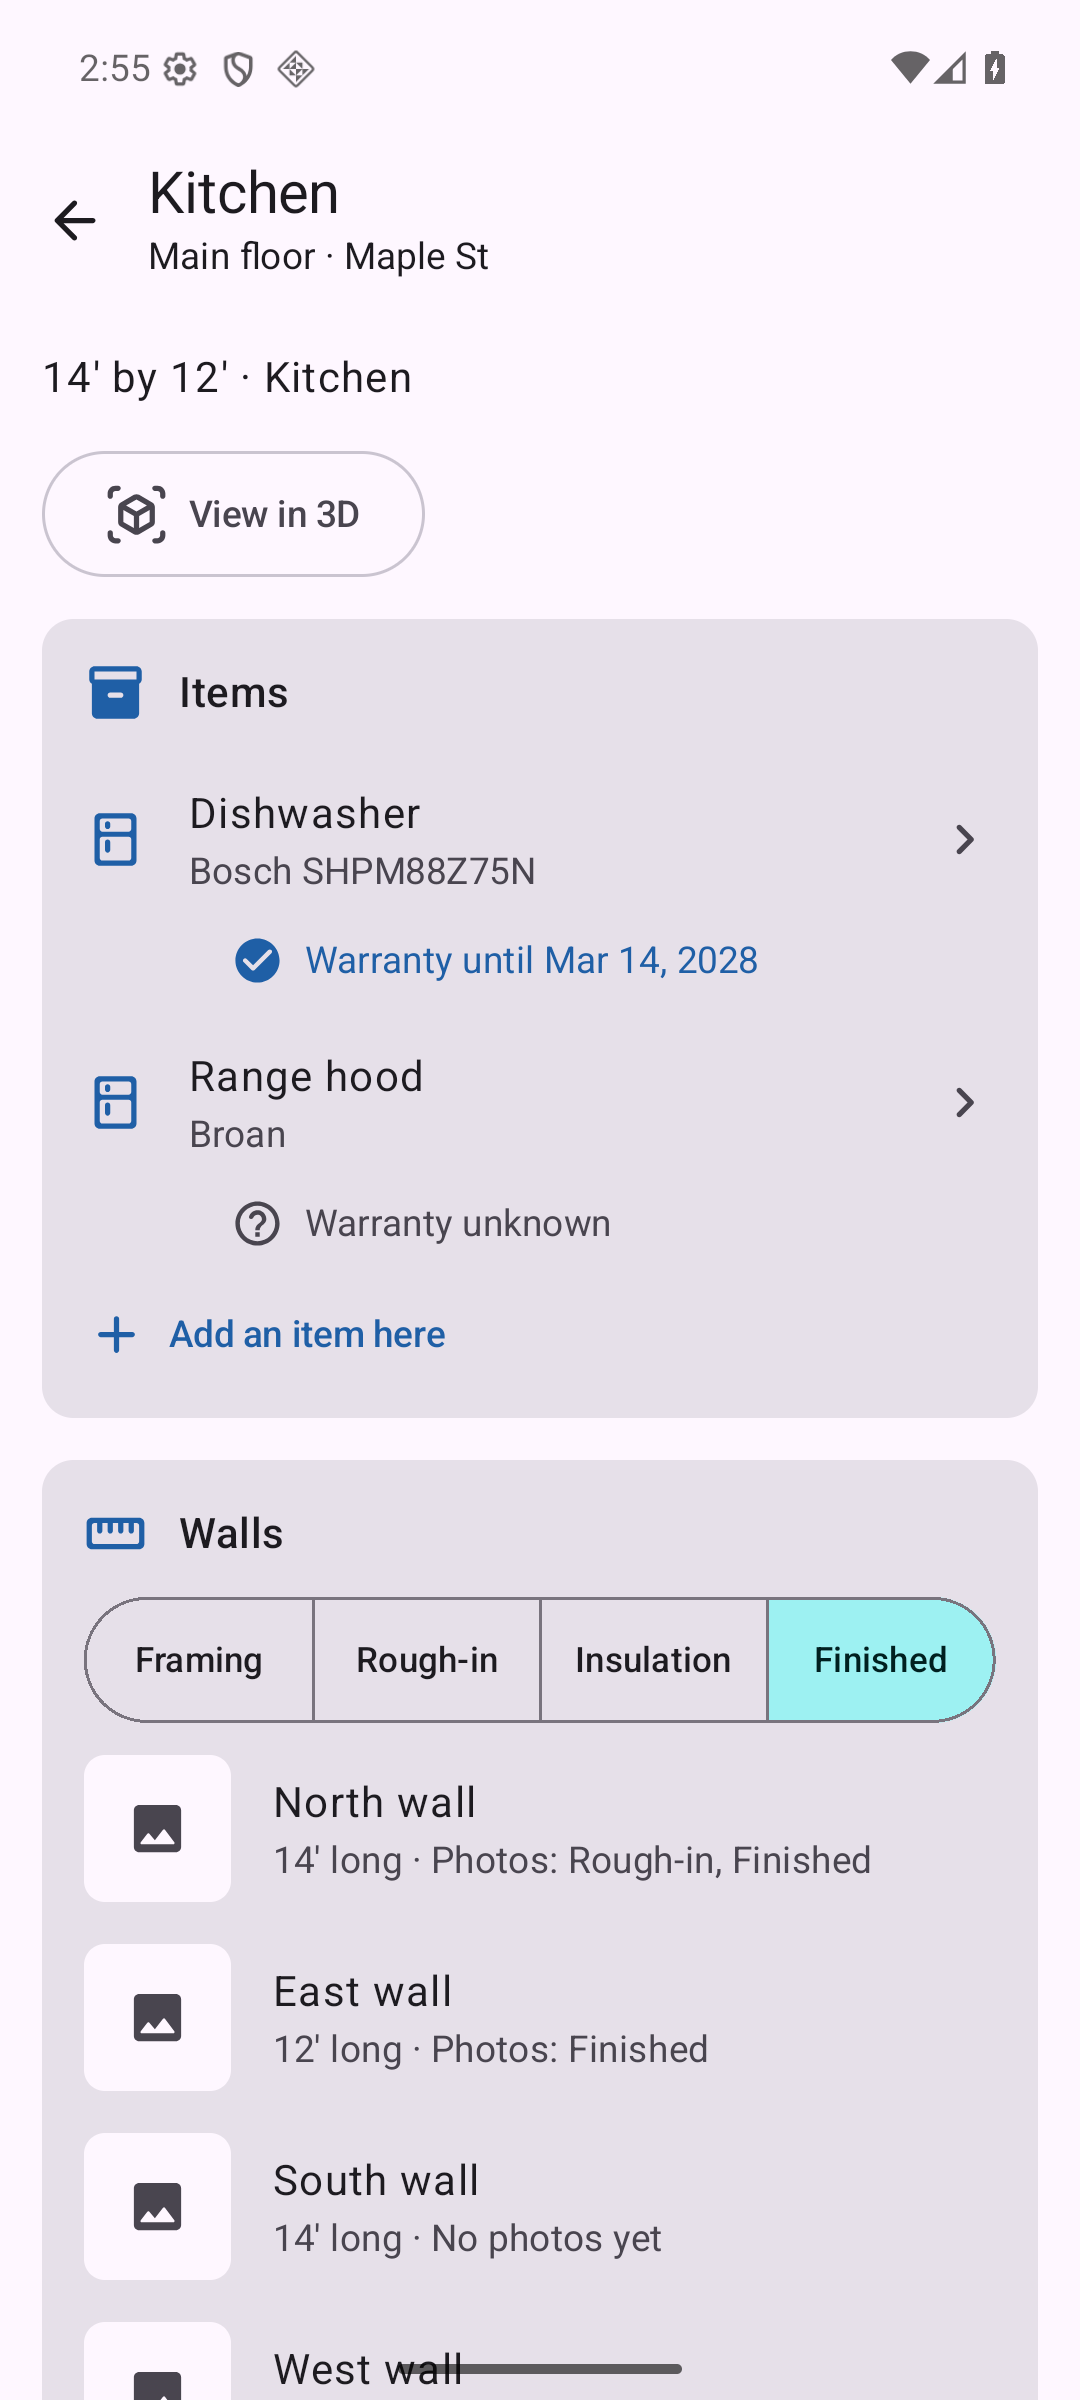 2:55
Kitchen
Main floor · Maple St
14' by 12' · Kitchen
View in 3D
Items
Dishwasher
Bosch SHPM88Z75N
Warranty until Mar 14, 2028
Range hood
Broan
Warranty unknown
Add an item here
Walls
Framing Rough-in Insulation Finished
North wall
14' long · Photos: Rough-in, Finished
East wall
12' long · Photos: Finished
South wall
14' long · No photos yet
West wall